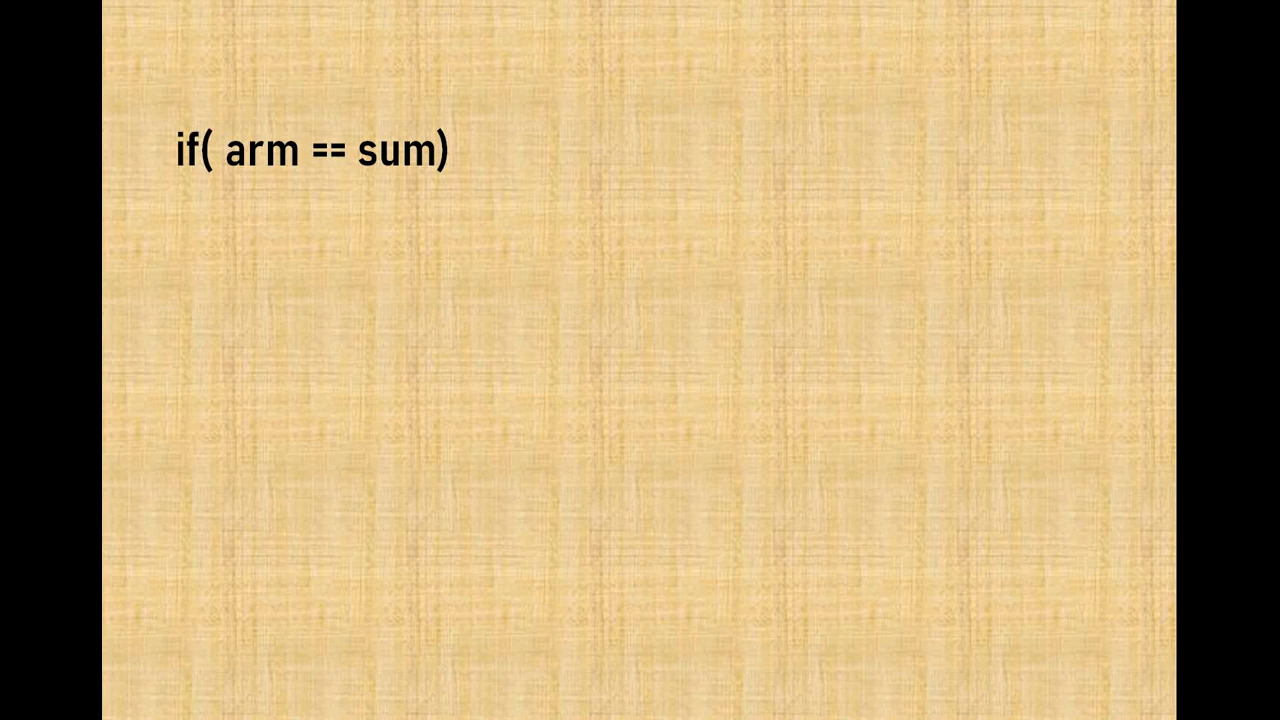 if( arm == sum)